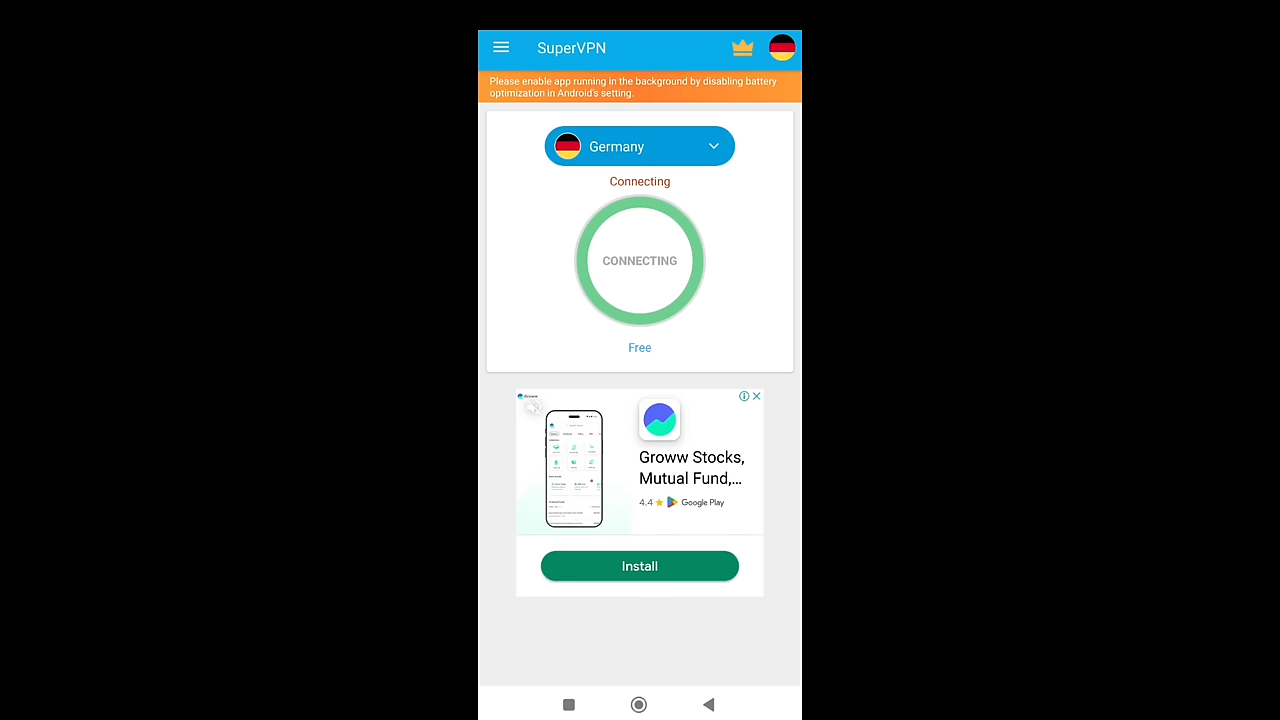 SuperVPN
Please enable app running in the background by disabling battery
optimization in Android's setting.
Germany
Connecting
CONNECTING
Free
Groww
Groww Stocks,
Mutual Fund,...
4.4 Google Play
Install